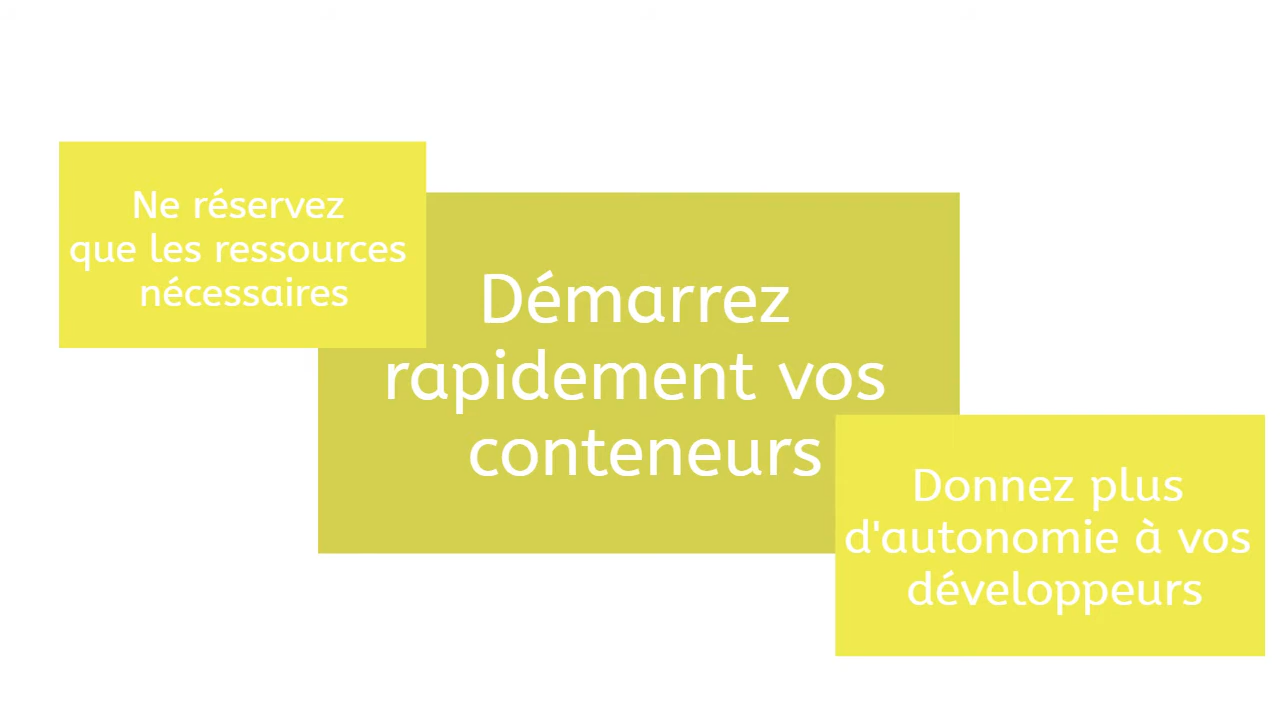 Ne réservez
que les ressources
nécessaires
Démarrez
rapidement vos
conteneurs
Donnez plus
d'autonomie à vos
développeurs